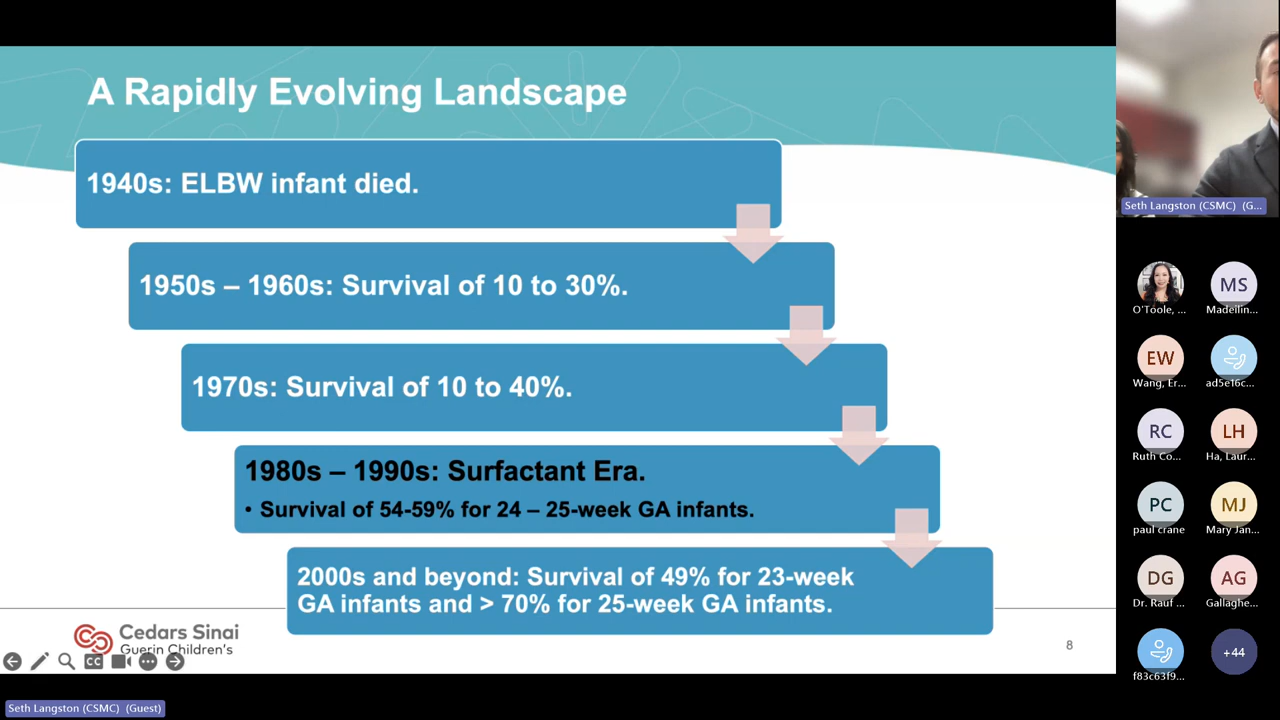 A Rapidly Evolving Landscape
1940s: ELBW infant died.
1950s – 1960s: Survival of 10 to 30%.
1970s: Survival of 10 to 40%.
1980s – 1990s: Surfactant Era.
• Survival of 54-59% for 24 – 25-week GA infants.
2000s and beyond: Survival of 49% for 23-week
GA infants and > 70% for 25-week GA infants.
Cedars Sinai
Guerin Children's
CC
8
Seth Langston (CSMC) (Guest)
Seth Langston (CSMC) (G...
O'Toole, ...
MS
Madeilin...
EW
Wang, Er...
ad5e16c...
RC
Ruth Co...
LH
Ha, Laur...
PC
paul crane
MJ
Mary Jan...
DG
Dr. Rauf ...
AG
Gallaghe...
f83c63f9...
+44